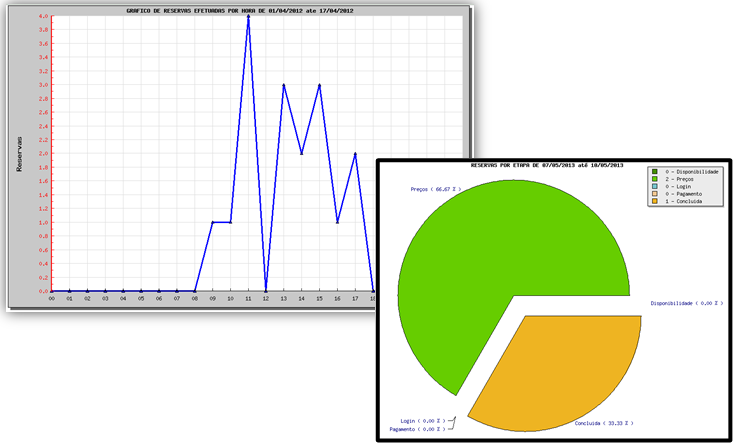 GRAFICO DE RESERVAS EFETUADAS POR HORA DE 01/04/2012 ate 17/04/2012
Reservas
4.0
3.8
3.6
3.4
3.2
3.0
2.8
2.6
2.4
2.2
2.0
1.8
1.6
1.4
1.2
1.0
0.8
0.6
0.4
0.2
0.0
00 01 02 03 04 05 06 07 08 09 10 11 12 13 14 15 16 17 18
RESERVAS POR ETAPA DE 07/05/2013 até 10/05/2013
0 - Disponibilidade
2 - Preços
0 - Login
0 - Pagamento
1 - Concluida
Preços ( 66.67 % )
Disponibilidade ( 0.00 % )
Login ( 0.00 % )
Pagamento ( 0.00 % )
Concluida ( 33.33 % )